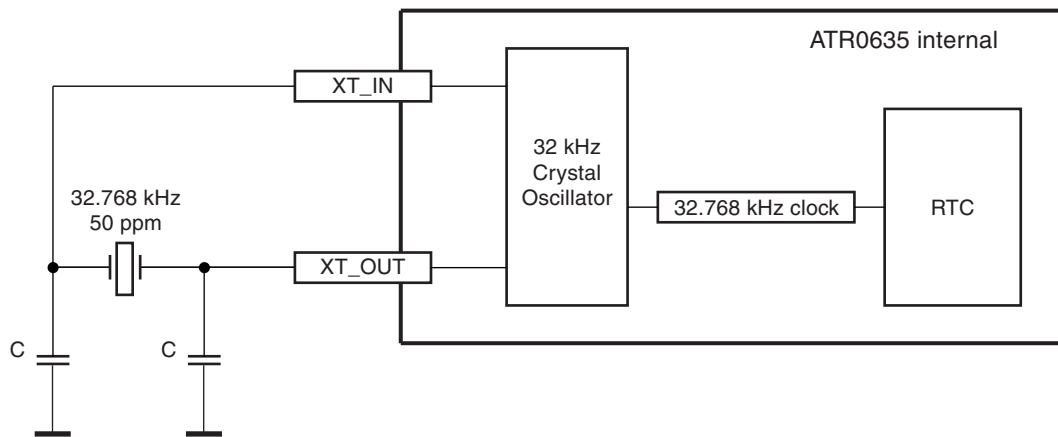 ATR0635 internal
XT_IN
32 kHz
Crystal
Oscillator
32.768 kHz
50 ppm
32.768 kHz clock
RTC
XT_OUT
C
C